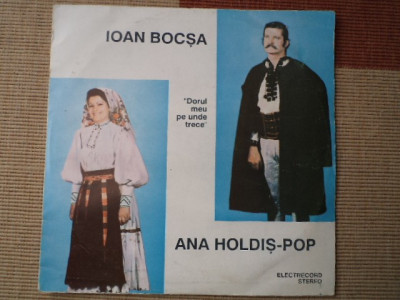 IOAN BOCȘA
"Dorul
meu
pe unde
trece"
ANA HOLDIȘ-POP
ELECTRECORD
STEREO